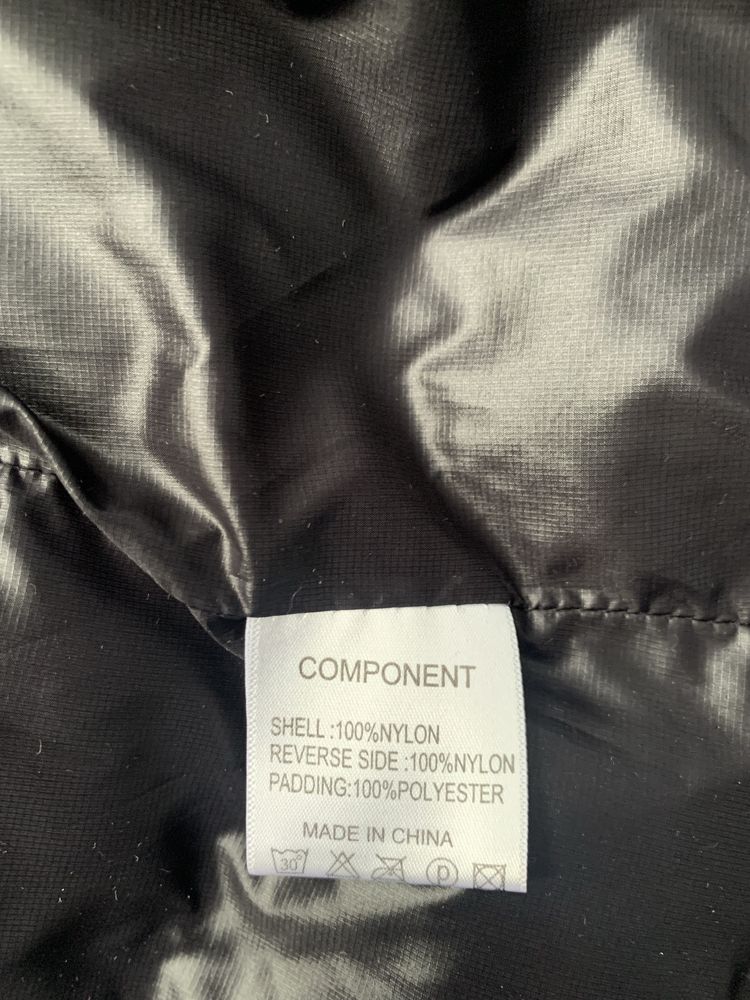 COMPONENT
SHELL :100%NYLON
REVERSE SIDE :100%NYLON
PADDING:100%POLYESTER
MADE IN CHINA
30° P